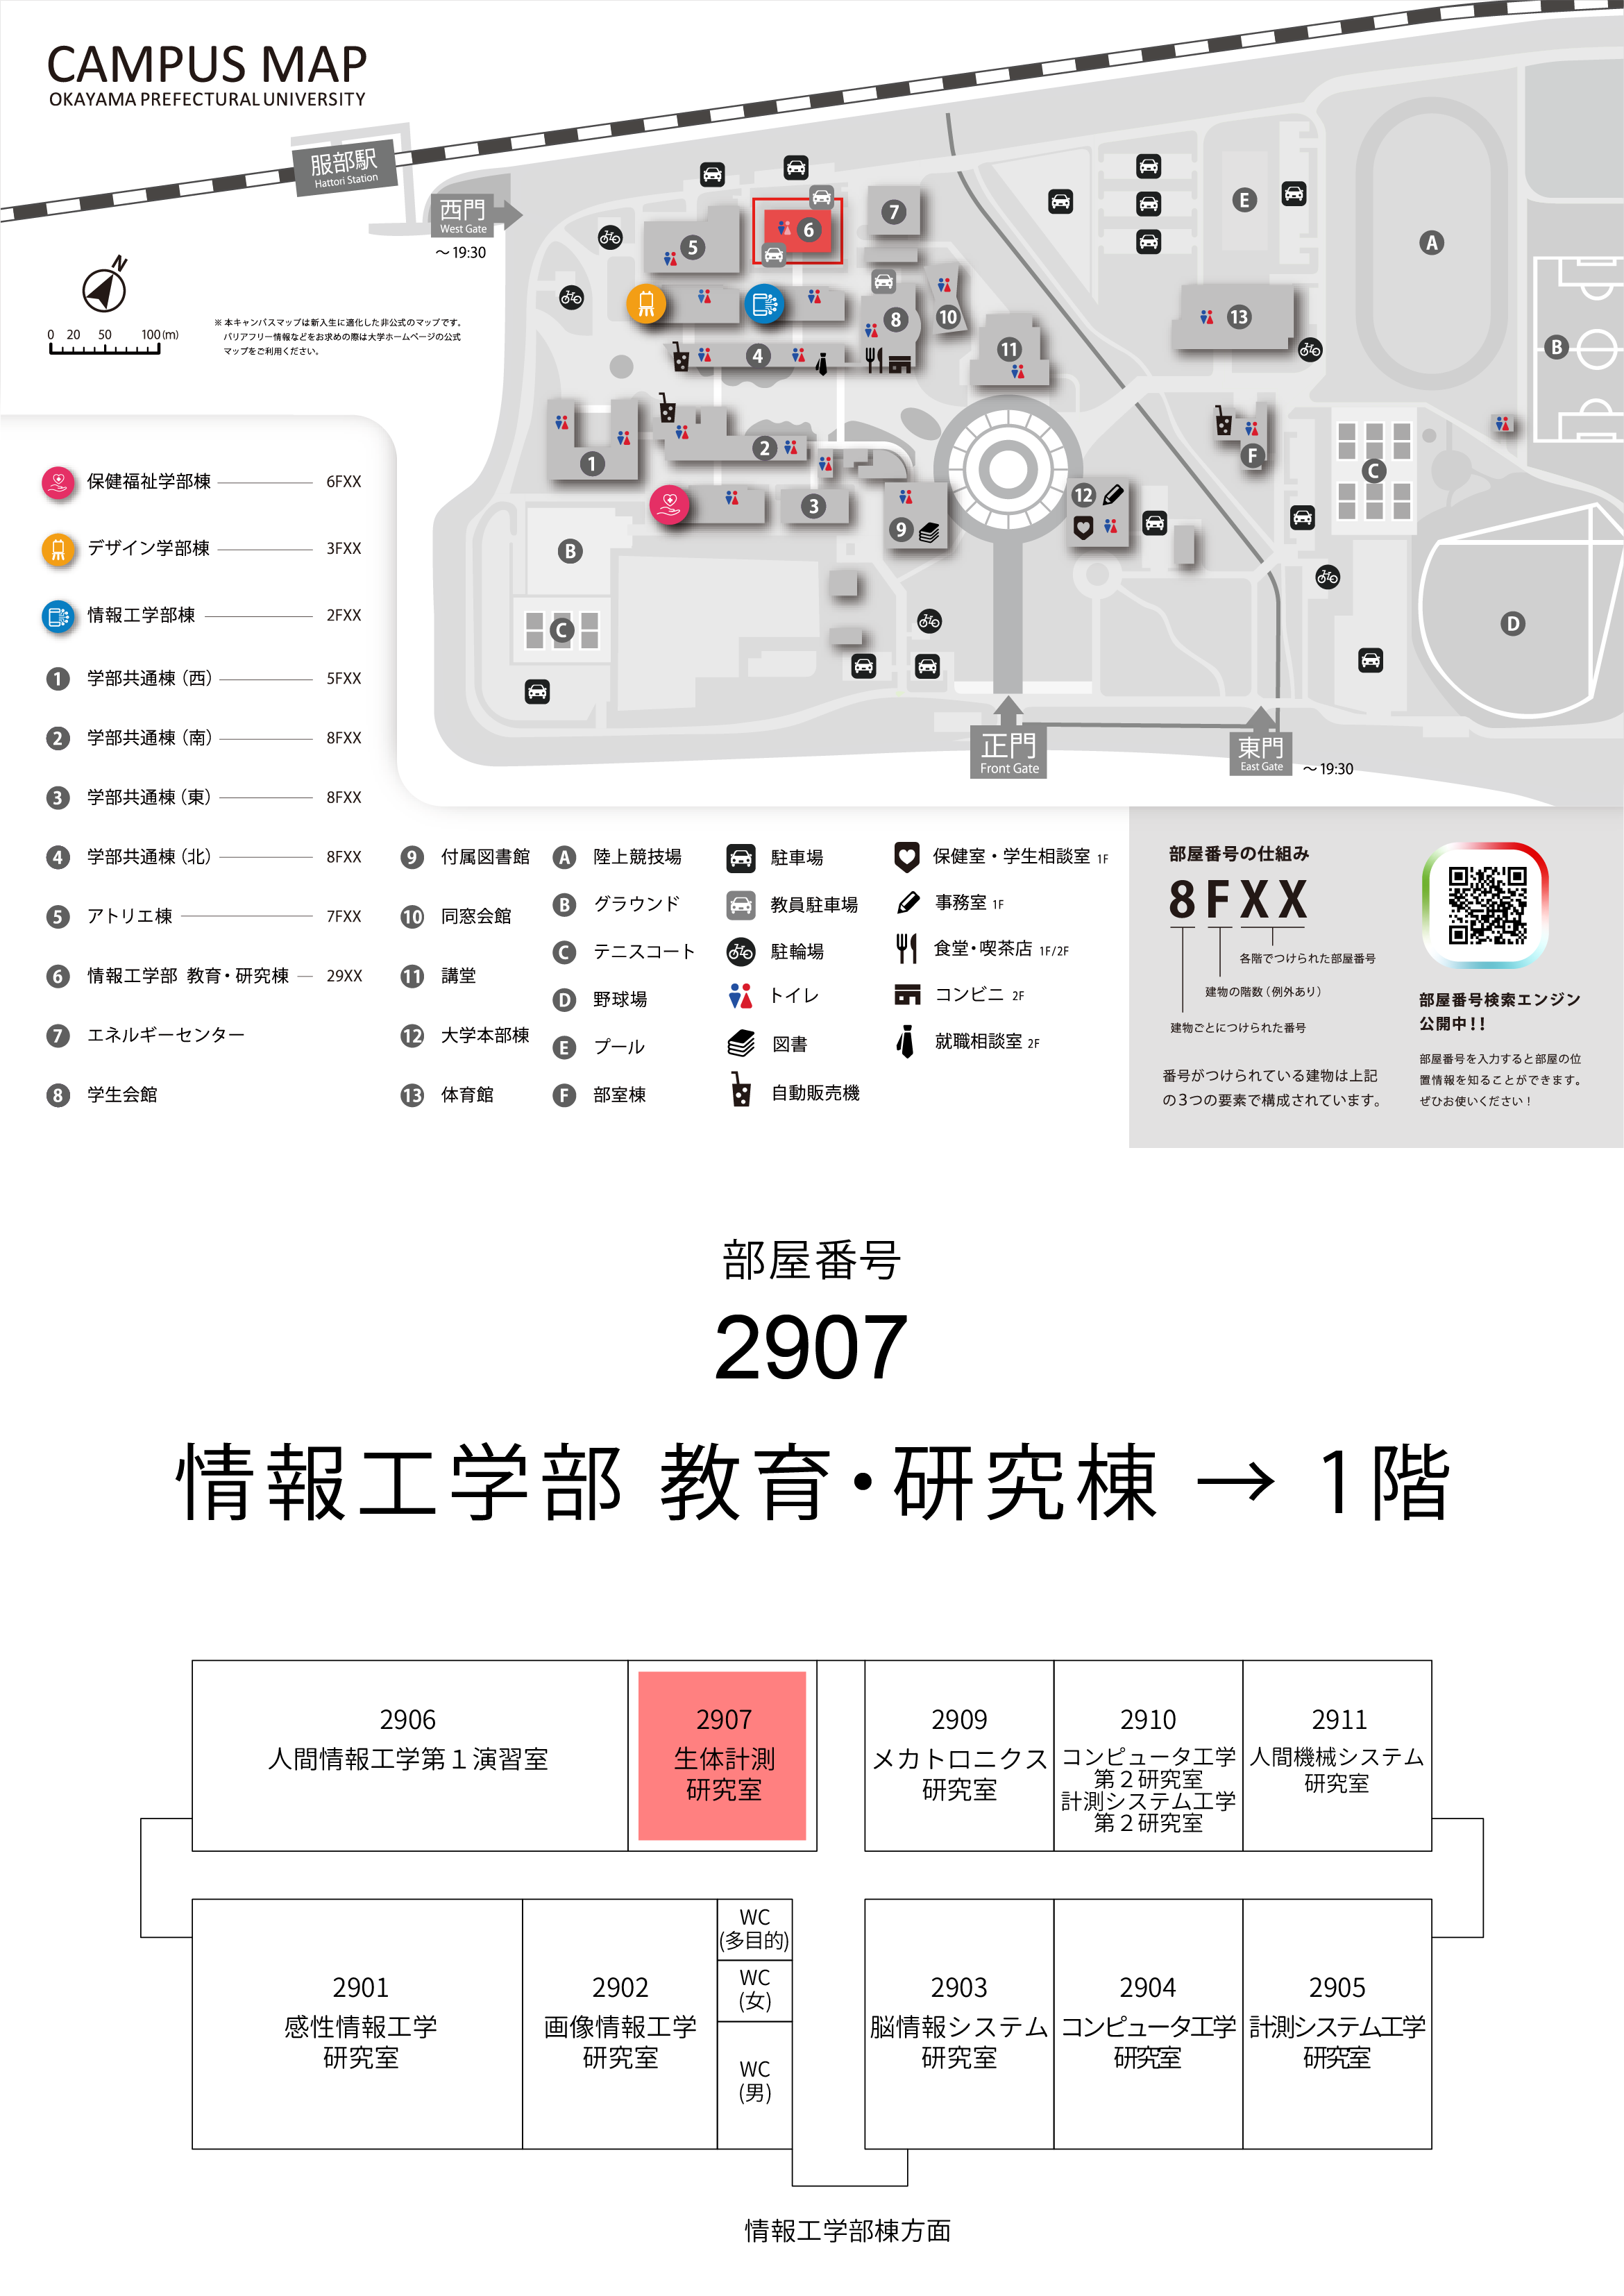 CAMPUS MAP
OKAYAMA PREFECTURAL UNIVERSITY
服部駅
Hattori Station
西門
West Gate
～19:30
N
0 20 50 100(m)
※本キャンパスマップは新入生に適化した非公式のマップです。
バリアフリー情報などをお求めの際は大学ホームページの公式
マップをご利用ください。
5
6
7
8
10
4
11
E
13
A
B
1
2
3
9
12
F
C
B
C
D
正門
Front Gate
東門
East Gate
～19:30
保健福祉学部棟 6FXX
デザイン学部棟 3FXX
情報工学部棟 2FXX
1 学部共通棟（西） 5FXX
2 学部共通棟（南） 8FXX
3 学部共通棟（東） 8FXX
4 学部共通棟（北） 8FXX
5 アトリエ棟 7FXX
6 情報工学部 教育・研究棟 29XX
7 エネルギーセンター
8 学生会館
9 付属図書館
10 同窓会館
11 講堂
12 大学本部棟
13 体育館
A 陸上競技場
B グラウンド
C テニスコート
D 野球場
E プール
F 部室棟
駐車場
教員駐車場
駐輪場
トイレ
図書
自動販売機
保健室・学生相談室 1F
事務室 1F
食堂・喫茶店 1F/2F
コンビニ 2F
就職相談室 2F
部屋番号の仕組み
8FXX
各階でつけられた部屋番号
建物の階数（例外あり）
建物ごとにつけられた番号
番号がつけられている建物は上記
の3つの要素で構成されています。
部屋番号検索エンジン
公開中!!
部屋番号を入力すると部屋の位
置情報を知ることができます。
ぜひお使いください！
部屋番号
2907
情報工学部 教育・研究棟 → 1階
2906
人間情報工学第１演習室
2907
生体計測
研究室
2909
メカトロニクス
研究室
2910
コンピュータ工学
第２研究室
計測システム工学
第２研究室
2911
人間機械システム
研究室
2901
感性情報工学
研究室
2902
画像情報工学
研究室
WC
(多目的)
WC
(女)
WC
(男)
2903
脳情報システム
研究室
2904
コンピュータ工学
研究室
2905
計測システム工学
研究室
情報工学部棟方面